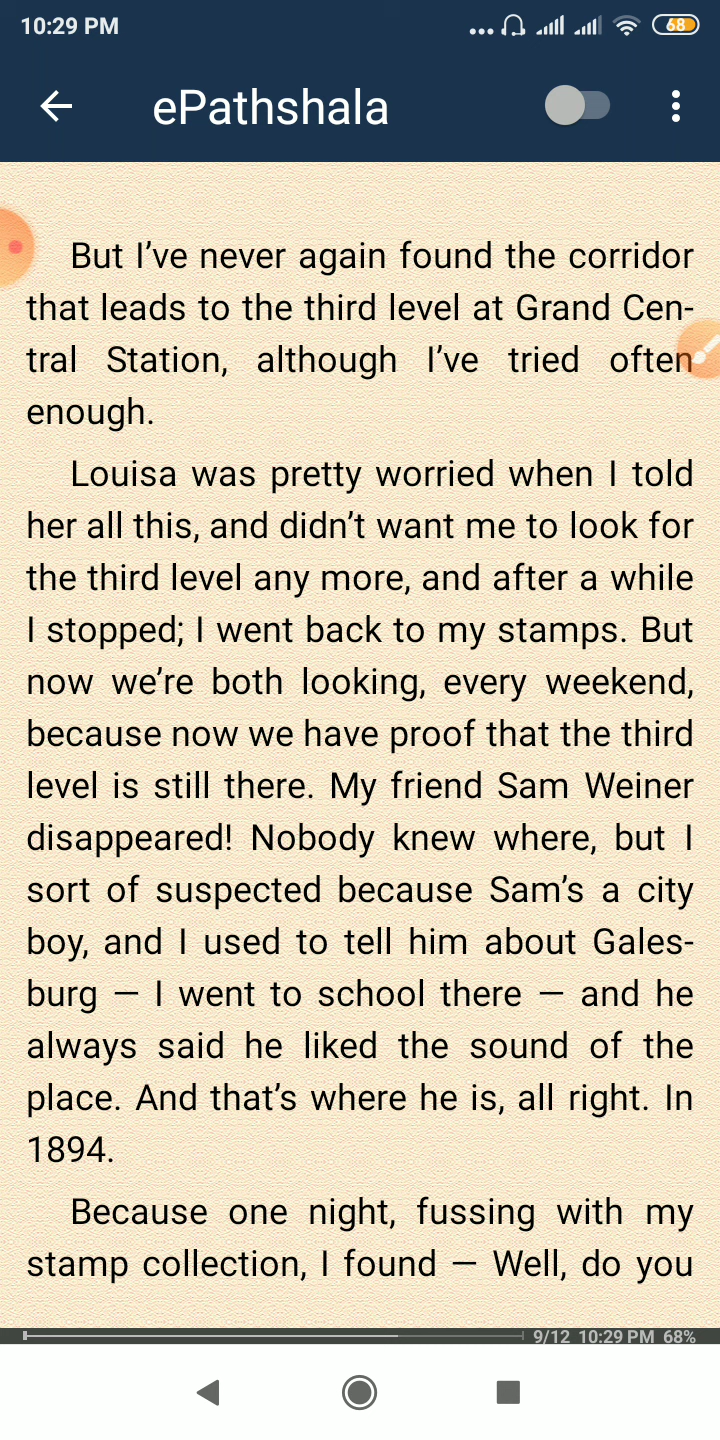 10:29 PM
68
ePathshala
But I’ve never again found the corridor
that leads to the third level at Grand Cen-
tral Station, although I’ve tried often
enough.
Louisa was pretty worried when I told
her all this, and didn’t want me to look for
the third level any more, and after a while
I stopped; I went back to my stamps. But
now we’re both looking, every weekend,
because now we have proof that the third
level is still there. My friend Sam Weiner
disappeared! Nobody knew where, but I
sort of suspected because Sam’s a city
boy, and I used to tell him about Gales-
burg — I went to school there — and he
always said he liked the sound of the
place. And that’s where he is, all right. In
1894.
Because one night, fussing with my
stamp collection, I found — Well, do you
9/12 10:29 PM 68%